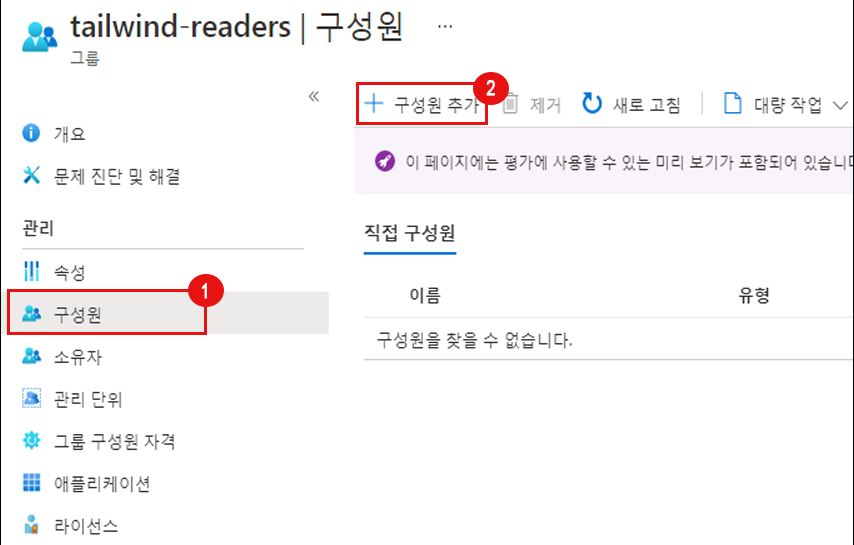 tailwind-readers | 구성원 ...
그룹
«
개요
문제 진단 및 해결
관리
속성
1
구성원
소유자
관리 단위
그룹 구성원 자격
애플리케이션
라이선스
2
+ 구성원 추가 제거 새로 고침 | 대량 작업
이 페이지에는 평가에 사용할 수 있는 미리 보기가 포함되어 있습니다
직접 구성원
이름 유형
구성원을 찾을 수 없습니다.